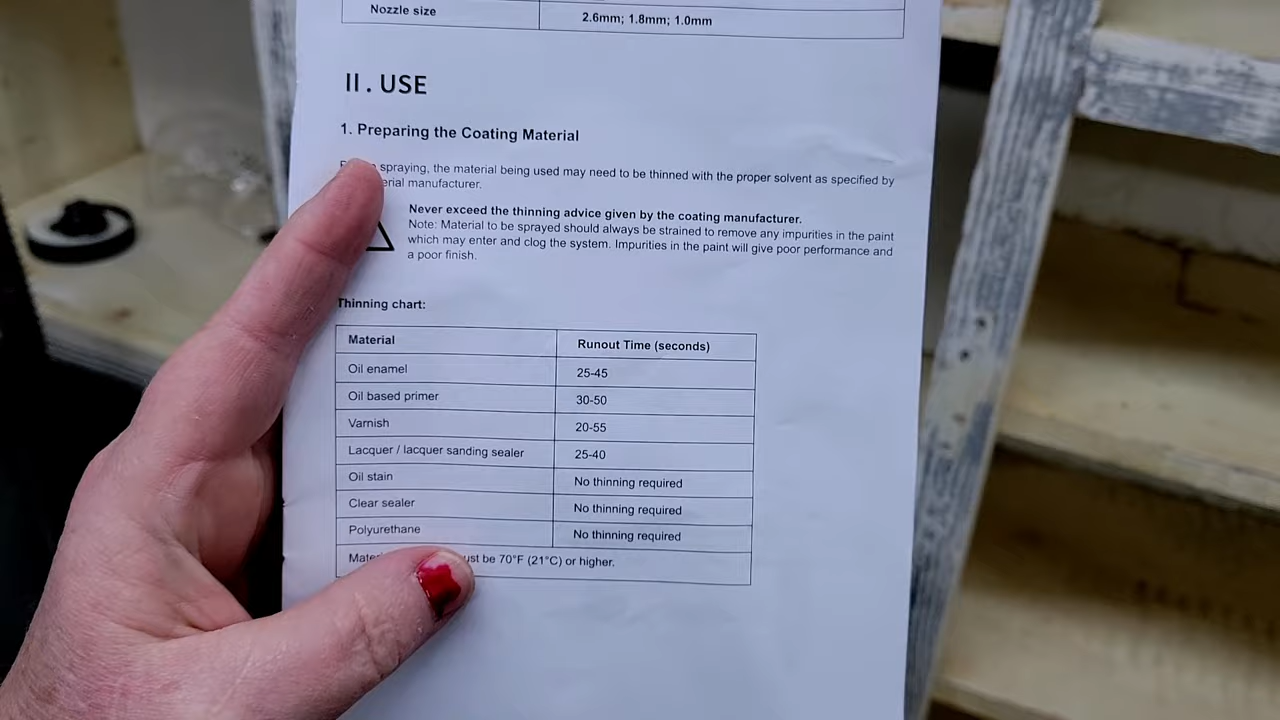 Nozzle size 2.6mm; 1.8mm; 1.0mm
II. USE
1. Preparing the Coating Material
spraying, the material being used may need to be thinned with the proper solvent as specified by
manufacturer.
Never exceed the thinning advice given by the coating manufacturer.
Note: Material to be sprayed should always be strained to remove any impurities in the paint
which may enter and clog the system. Impurities in the paint will give poor performance and
a poor finish.
Thinning chart:
Material Runout Time (seconds)
Oil enamel 25-45
Oil based primer 30-50
Varnish 20-55
Lacquer / lacquer sanding sealer 25-40
Oil stain No thinning required
Clear sealer No thinning required
Polyurethane No thinning required
be 70°F (21°C) or higher.